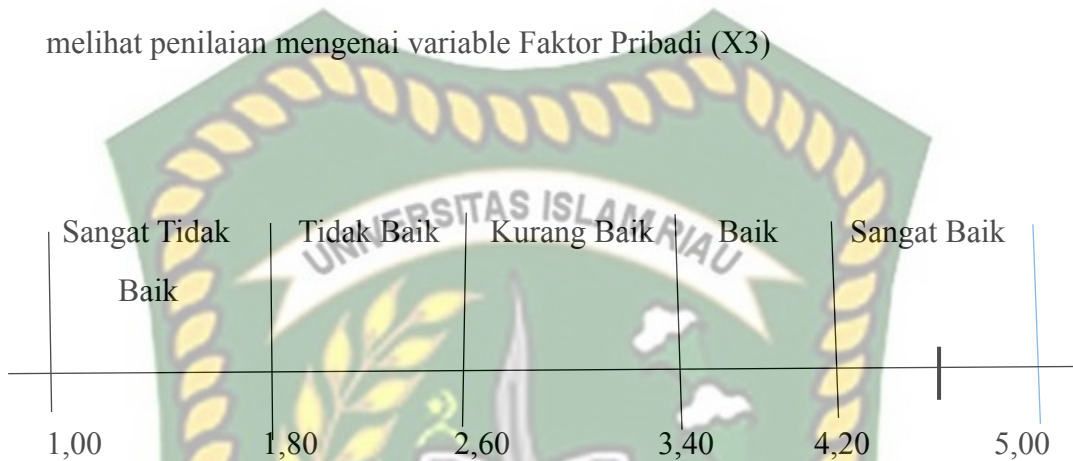 melihat penilaian mengenai variable Faktor Pribadi (X3)
UNIVERSITAS ISLAM RIAU
Sangat Tidak Tidak Baik Kurang Baik Baik Sangat Baik
Baik
1,00 1,80 2,60 3,40 4,20 5,00